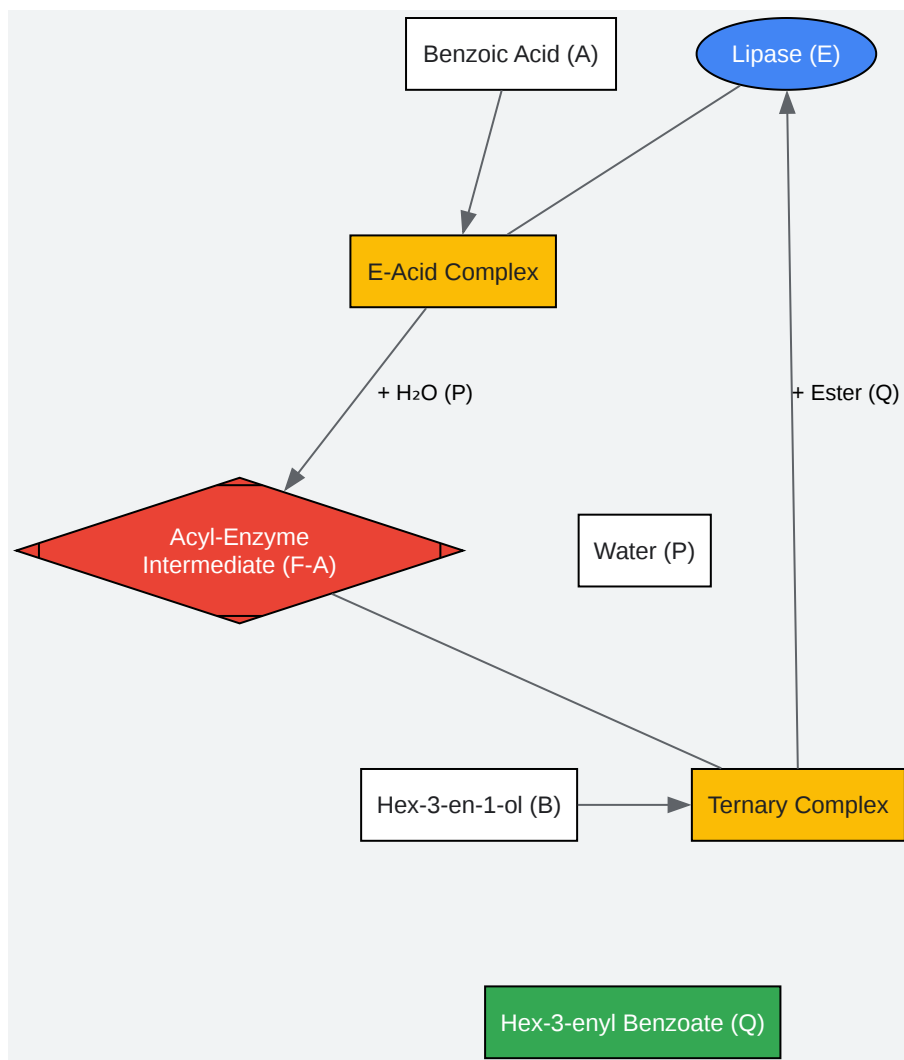 Benzoic Acid (A)
Lipase (E)
E-Acid Complex
+ H₂O (P)
+ Ester (Q)
Acyl-Enzyme
Intermediate (F-A)
Water (P)
Hex-3-en-1-ol (B)
Ternary Complex
Hex-3-enyl Benzoate (Q)